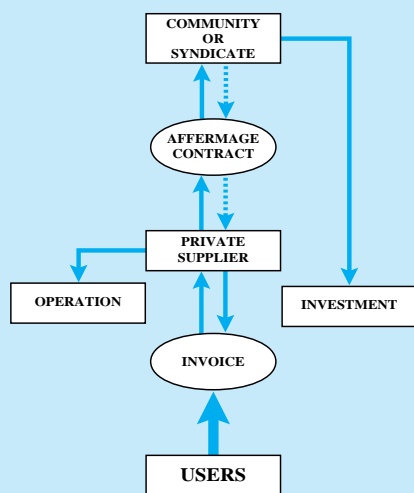 COMMUNITY
OR
SYNDICATE
AFFERMAGE
CONTRACT
PRIVATE
SUPPLIER
OPERATION
INVESTMENT
INVOICE
USERS